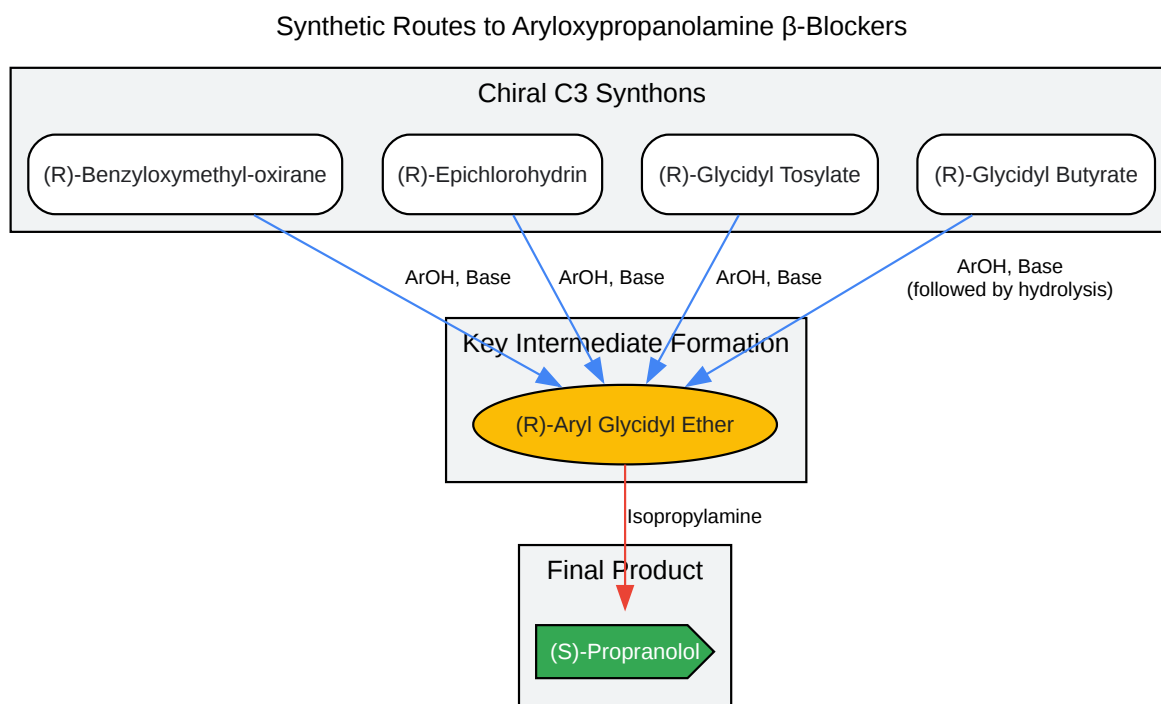 Synthetic Routes to Aryloxypropanolamine β-Blockers
Chiral C3 Synthons
(R)-Benzyloxymethyl-oxirane
(R)-Epichlorohydrin
(R)-Glycidyl Tosylate
(R)-Glycidyl Butyrate
ArOH, Base
ArOH, Base
ArOH, Base
ArOH, Base
(followed by hydrolysis)
Key Intermediate Formation
(R)-Aryl Glycidyl Ether
Isopropylamine
Final Product
(S)-Propranolol